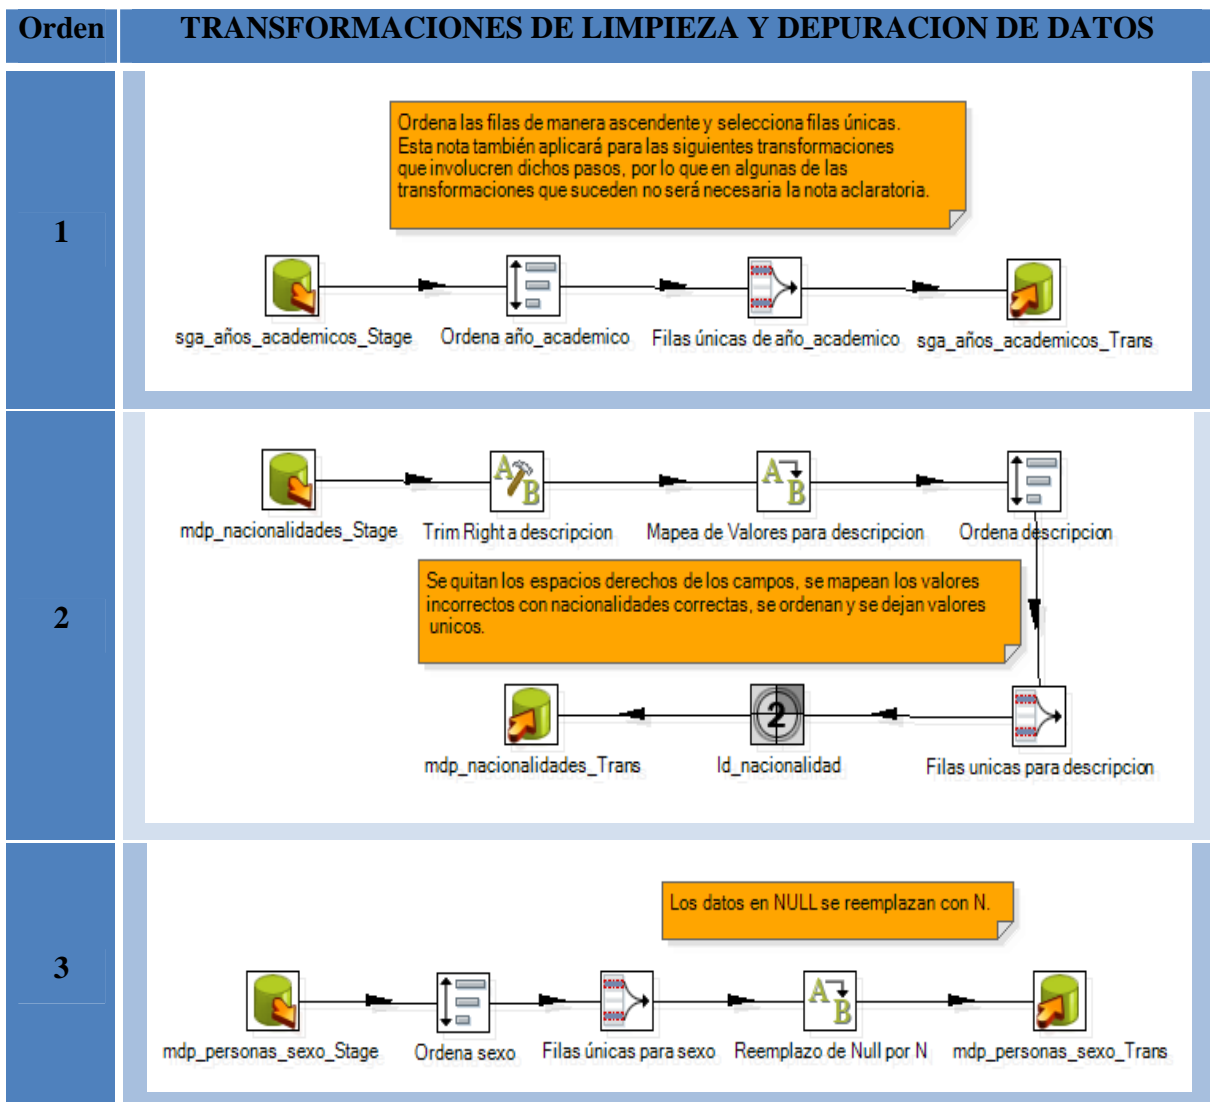 Orden TRANSFORMACIONES DE LIMPIEZA Y DEPURACION DE DATOS
1
Ordena las filas de manera ascendente y selecciona filas únicas.
Esta nota también aplicará para las siguientes transformaciones
que involucren dichos pasos, por lo que en algunas de las
transformaciones que suceden no será necesaria la nota aclaratoria.
sga_años_academicos_Stage Ordena año_academico Filas únicas de año_academico sga_años_academicos_Trans
2
mdp_nacionalidades_Stage Trim Right a descripcion Mapea de Valores para descripcion Ordena descripcion
Se quitan los espacios derechos de los campos, se mapean los valores
incorrectos con nacionalidades correctas, se ordenan y se dejan valores
unicos.
mdp_nacionalidades_Trans Id_nacionalidad Filas unicas para descripcion
3
Los datos en NULL se reemplazan con N.
mdp_personas_sexo_Stage Ordena sexo Filas únicas para sexo Reemplazo de Null por N mdp_personas_sexo_Trans